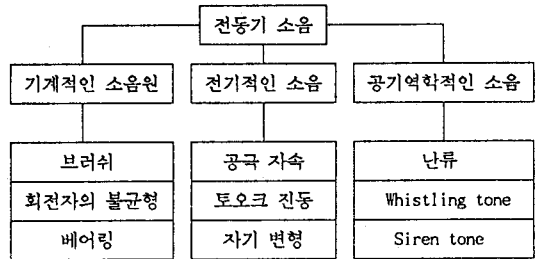 전동기 소음
기계적인 소음원
전기적인 소음
공기역학적인 소음
브러쉬
회전자의 불균형
베어링
공극 자속
토오크 진동
자기 변형
난류
Whistling tone
Siren tone